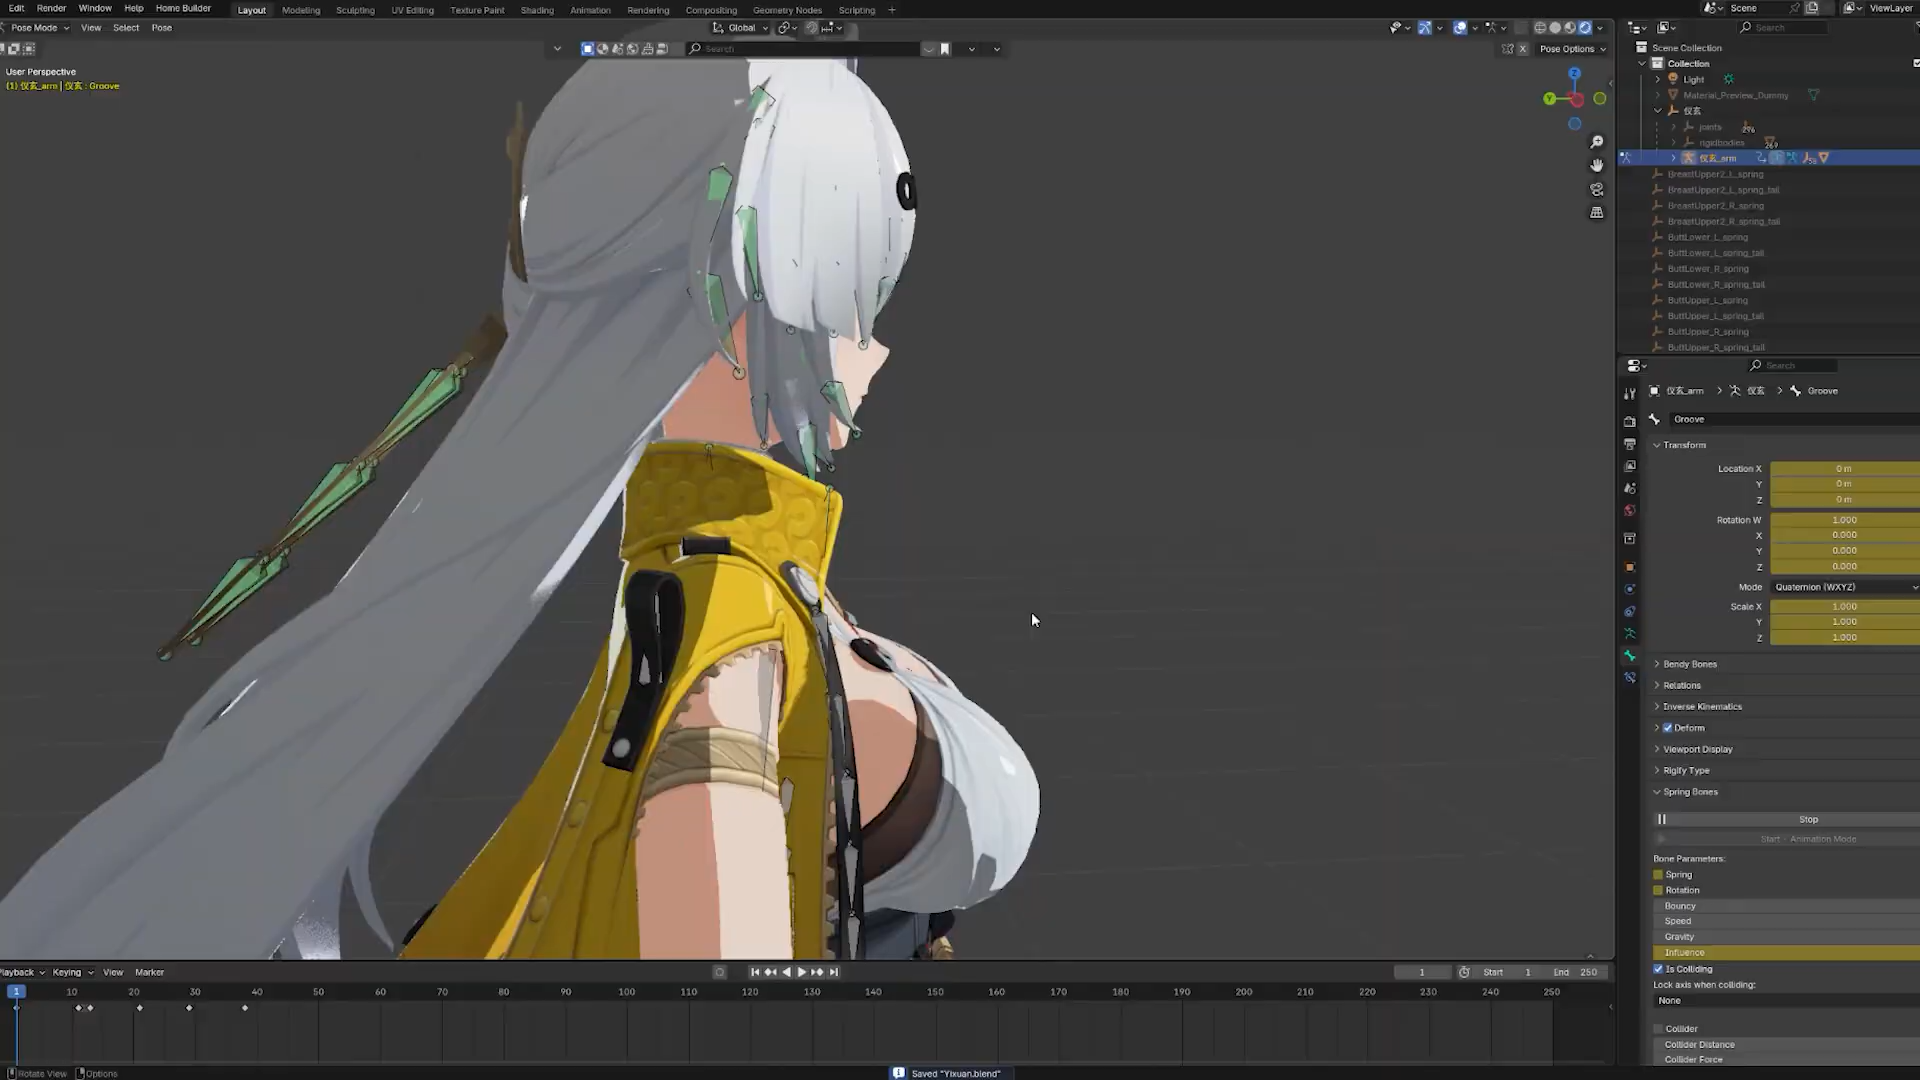 Edit Render Window Help Home Builder
Layout Modeling Sculpting UV Editing Texture Paint Shading Animation Rendering Compositing Geometry Nodes Scripting +
Scene ViewLayer
Pose Mode View Select Pose
Global
Search
Search
Pose Options
User Perspective
(1) 仪玄_arm | 仪玄 : Groove
Z
Y
Scene Collection
Collection
Light
Material_Preview_Dummy
仪玄
joints 296
rigidbodies 269
仪玄_arm 58
BreastUpper2_L_spring
BreastUpper2_L_spring_tail
BreastUpper2_R_spring
BreastUpper2_R_spring_tail
ButtLower_L_spring
ButtLower_L_spring_tail
ButtLower_R_spring
ButtLower_R_spring_tail
ButtUpper_L_spring
ButtUpper_L_spring_tail
ButtUpper_R_spring
ButtUpper_R_spring_tail
Search
仪玄_arm > 仪玄 > Groove
Groove
Transform
Location X 0 m
Y 0 m
Z 0 m
Rotation W 1.000
X 0.000
Y 0.000
Z 0.000
Mode Quaternion (WXYZ)
Scale X 1.000
Y 1.000
Z 1.000
Bendy Bones
Relations
Inverse Kinematics
Deform
Viewport Display
Rigify Type
Spring Bones
Stop
Start - Animation Mode
Bone Parameters:
Spring
Rotation
Bouncy
Speed
Gravity
Influence
Is Colliding
Lock axis when colliding:
None
Collider
Collider Distance
Collider Force
Playback Keying View Marker
1 Start 1 End 250
1 10 20 30 40 50 60 70 80 90 100 110 120 130 140 150 160 170 180 190 200 210 220 230 240 250
Rotate View Options
Saved "Yixuan.blend"